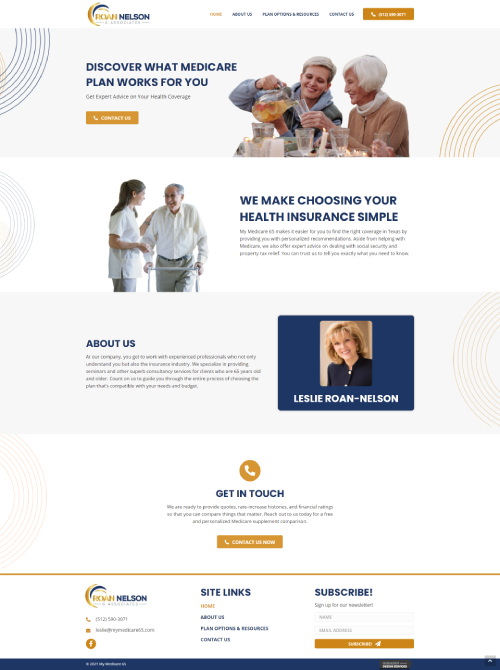 ROAN NELSON
& ASSOCIATES
HOME
ABOUT US
PLAN OPTIONS & RESOURCES
CONTACT US
(512) 590-3071
DISCOVER WHAT MEDICARE
PLAN WORKS FOR YOU
Get Expert Advice on Your Health Coverage
CONTACT US
WE MAKE CHOOSING YOUR
HEALTH INSURANCE SIMPLE
My Medicare 65 makes it easier for you to find the right coverage in Texas by
providing you with personalized recommendations. Aside from helping with
Medicare, we also offer expert advice on dealing with social security and
property tax relief. You can trust us to tell you exactly what you need to know.
ABOUT US
At our company, you get to work with experienced professionals who not only
understand you but also the insurance industry. We specialize in providing
seminars and other superb consultancy services for clients who are 65 years old
and older. Count on us to guide you through the entire process of choosing the
plan that's compatible with your needs and budget.
LESLIE ROAN-NELSON
GET IN TOUCH
We are ready to provide quotes, rate-increase histories, and financial ratings
so that you can compare things that matter. Reach out to us today for a free
and personalized Medicare supplement comparison.
CONTACT US NOW
ROAN NELSON
& ASSOCIATES
(512) 590-3071
leslie@mymedicare65.com
SITE LINKS
HOME
ABOUT US
PLAN OPTIONS & RESOURCES
CONTACT US
SUBSCRIBE!
Sign up for our newsletter!
NAME
EMAIL ADDRESS
SUBSCRIBE!
© 2021 My Medicare 65